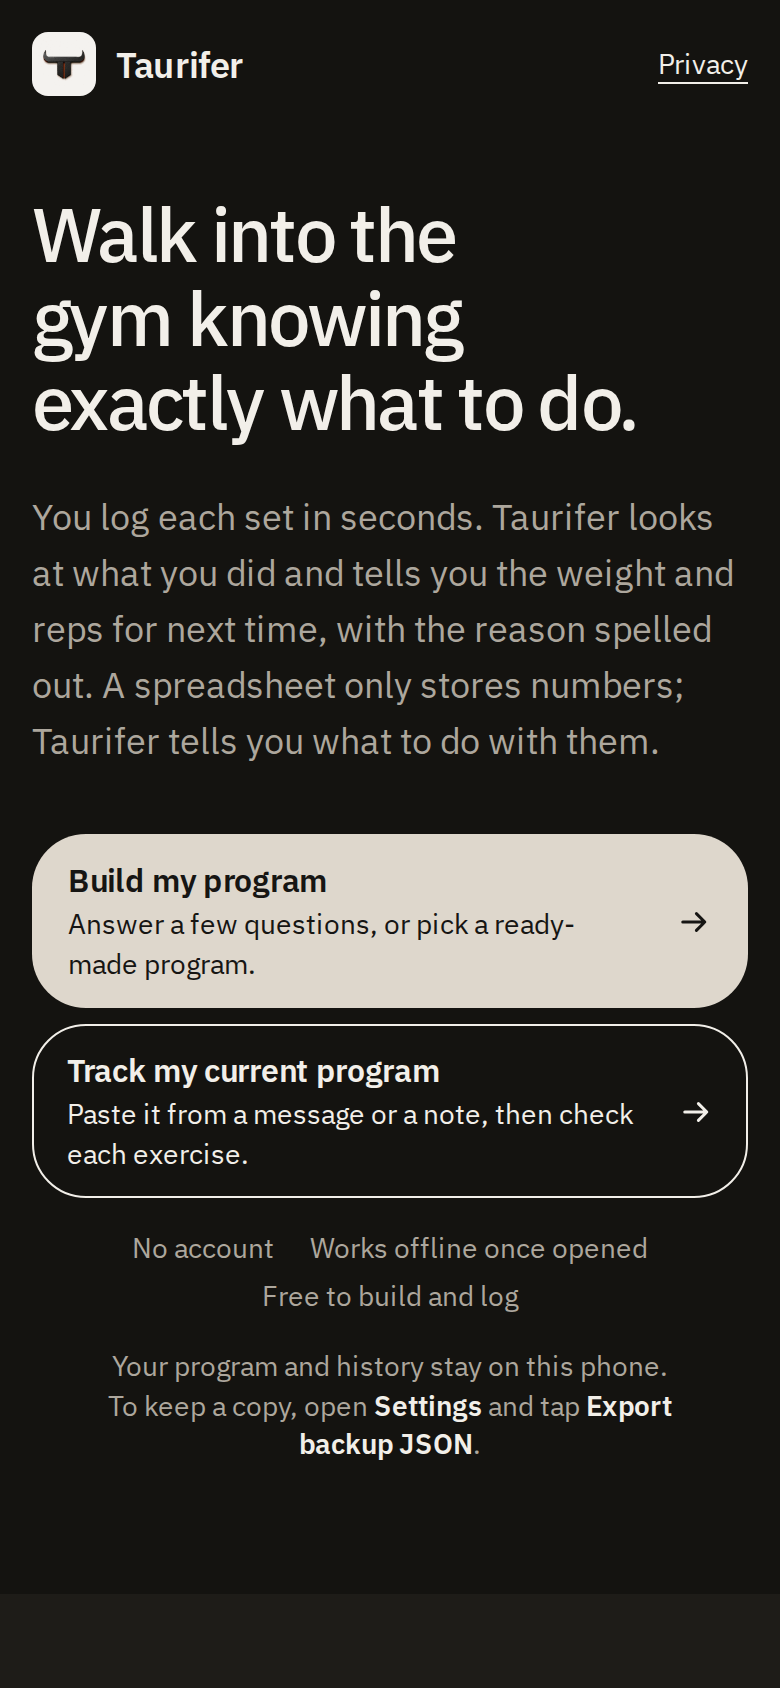 Taurifer
Privacy
Walk into the
gym knowing
exactly what to do.
You log each set in seconds. Taurifer looks
at what you did and tells you the weight and
reps for next time, with the reason spelled
out. A spreadsheet only stores numbers;
Taurifer tells you what to do with them.
Build my program
Answer a few questions, or pick a ready-
made program.
Track my current program
Paste it from a message or a note, then check
each exercise.
No account Works offline once opened
Free to build and log
Your program and history stay on this phone.
To keep a copy, open Settings and tap Export
backup JSON.